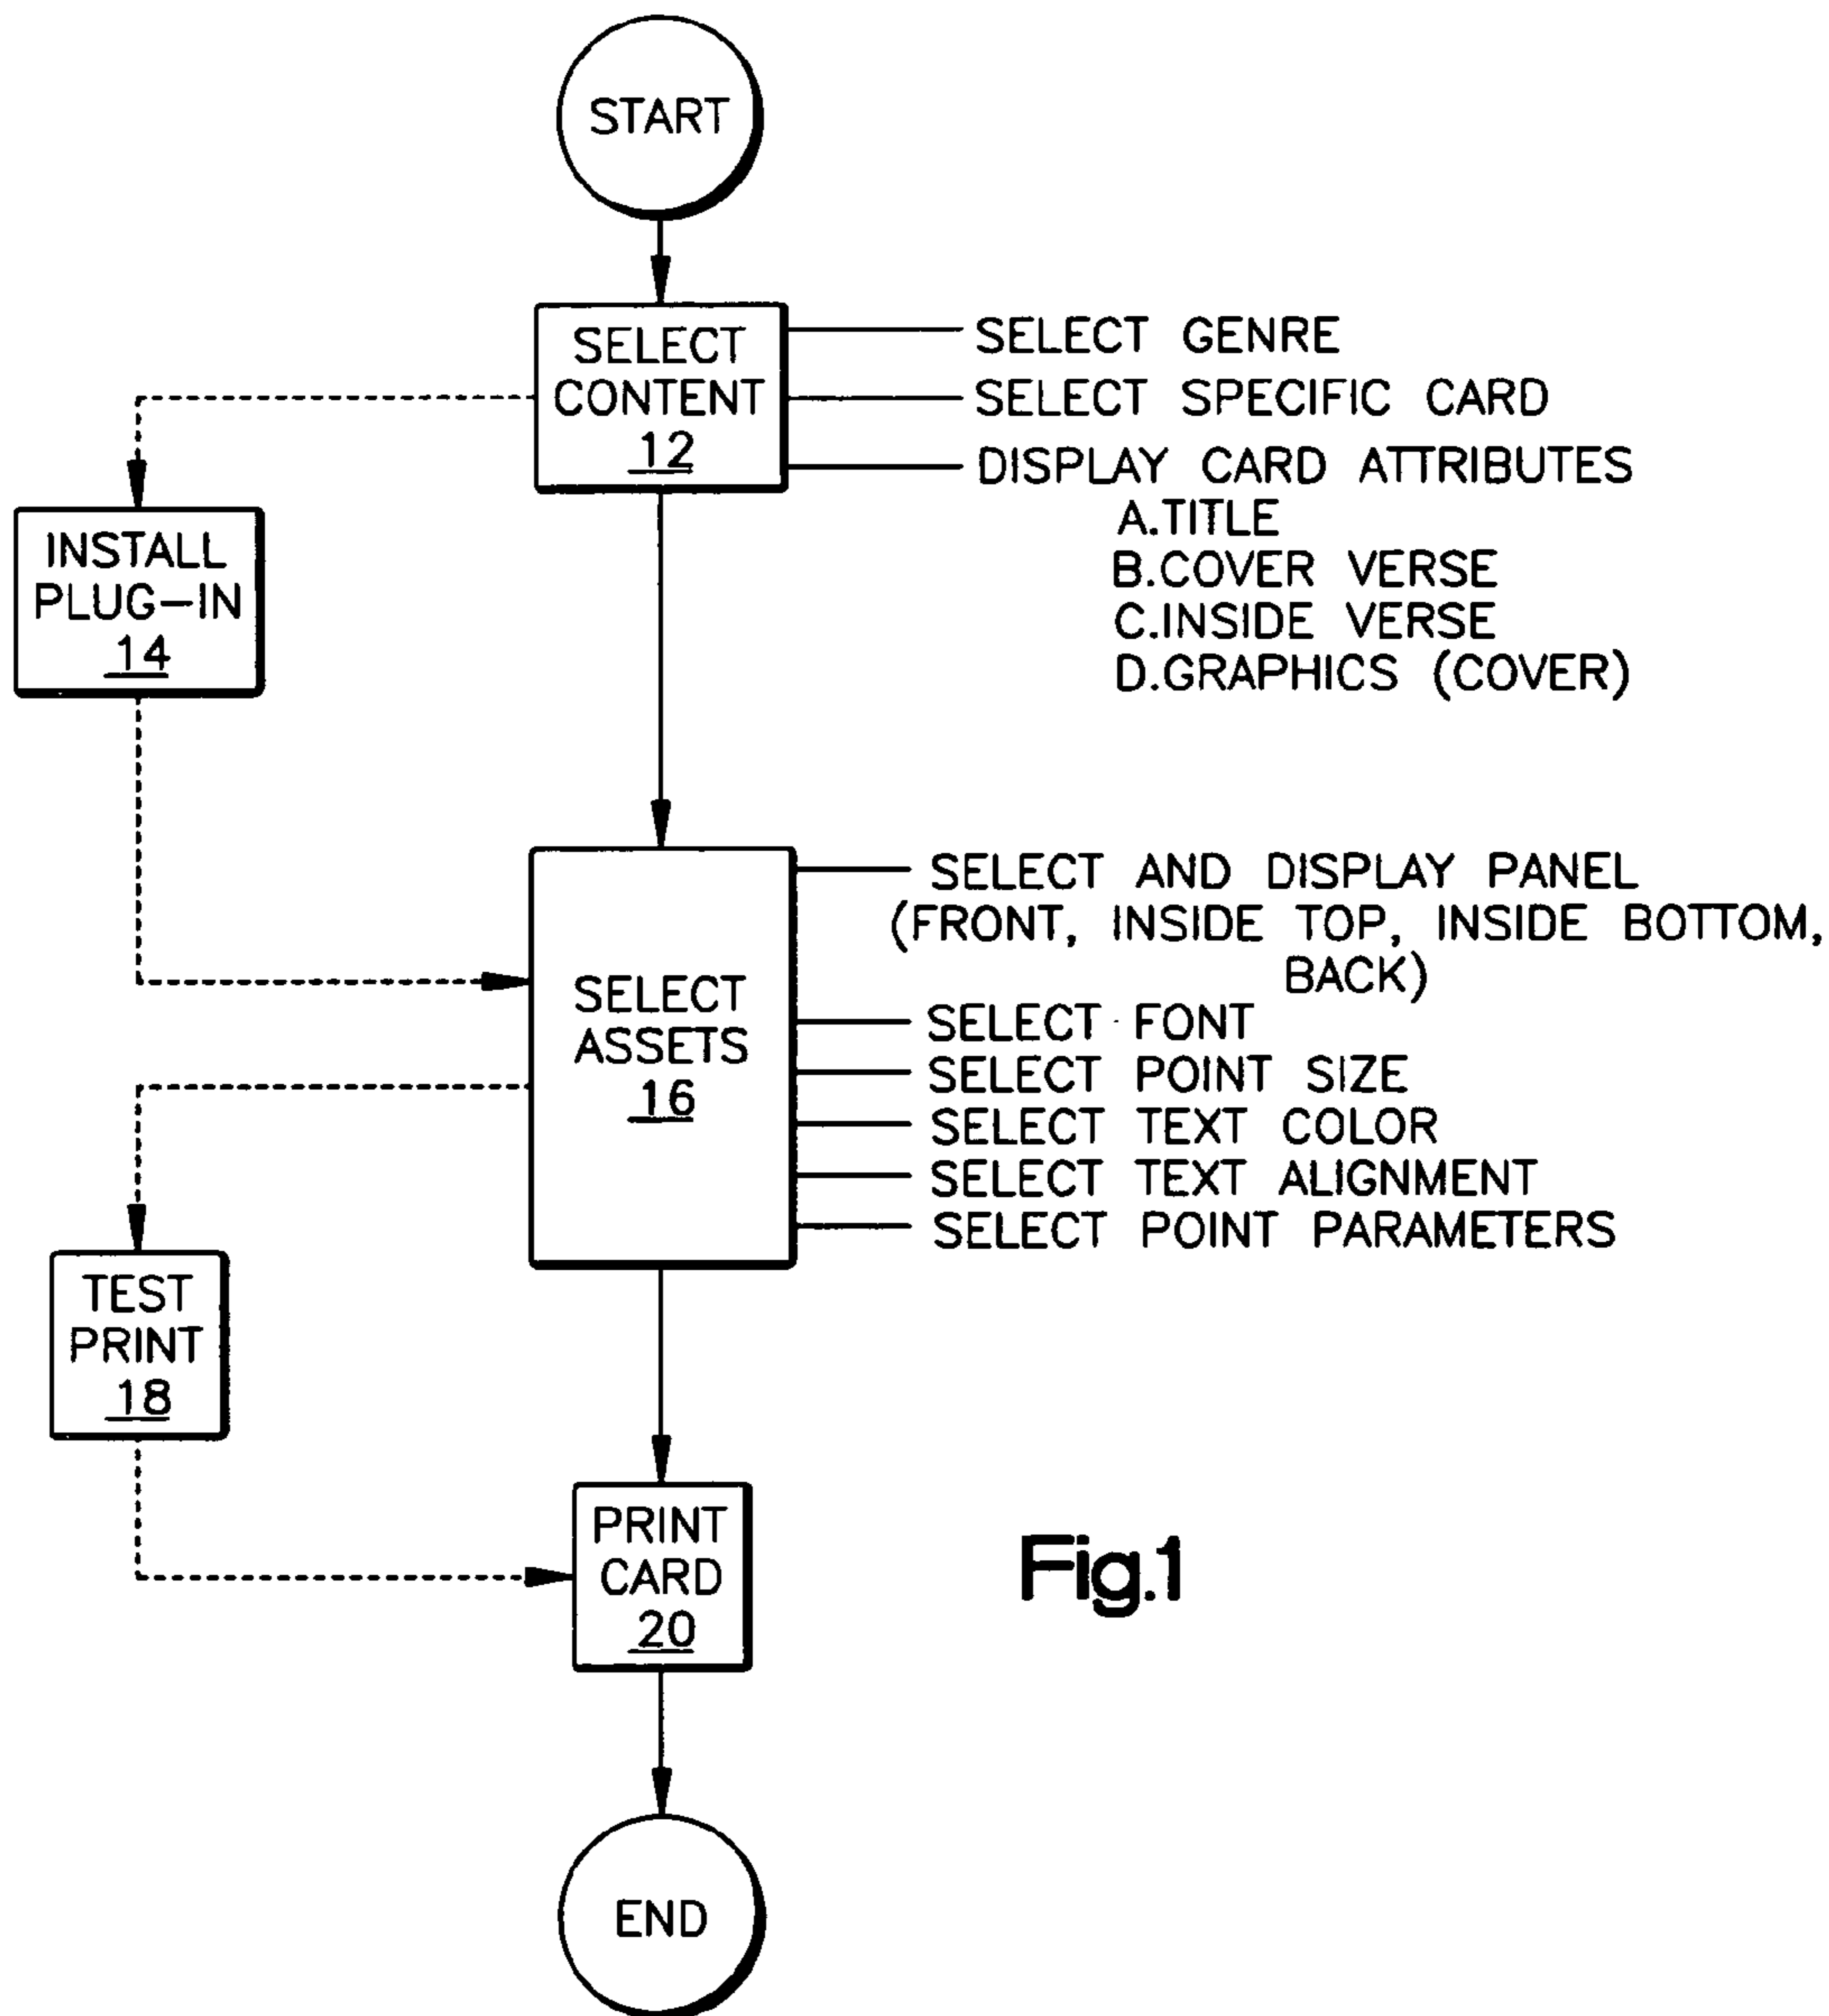 START
SELECT
CONTENT
12
SELECT GENRE
SELECT SPECIFIC CARD
DISPLAY CARD ATTRIBUTES
A.TITLE
B.COVER VERSE
C.INSIDE VERSE
D.GRAPHICS (COVER)
INSTALL
PLUG-IN
14
SELECT
ASSETS
16
SELECT AND DISPLAY PANEL
(FRONT, INSIDE TOP, INSIDE BOTTOM,
BACK)
SELECT FONT
SELECT POINT SIZE
SELECT TEXT COLOR
SELECT TEXT ALIGNMENT
SELECT POINT PARAMETERS
TEST
PRINT
18
PRINT
CARD
20
Fig.1
END